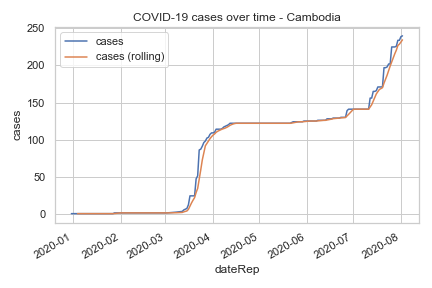 COVID-19 cases over time - Cambodia
cases
cases (rolling)
cases
250
200
150
100
50
0
2020-01
2020-02
2020-03
2020-04
2020-05
2020-06
2020-07
2020-08
dateRep